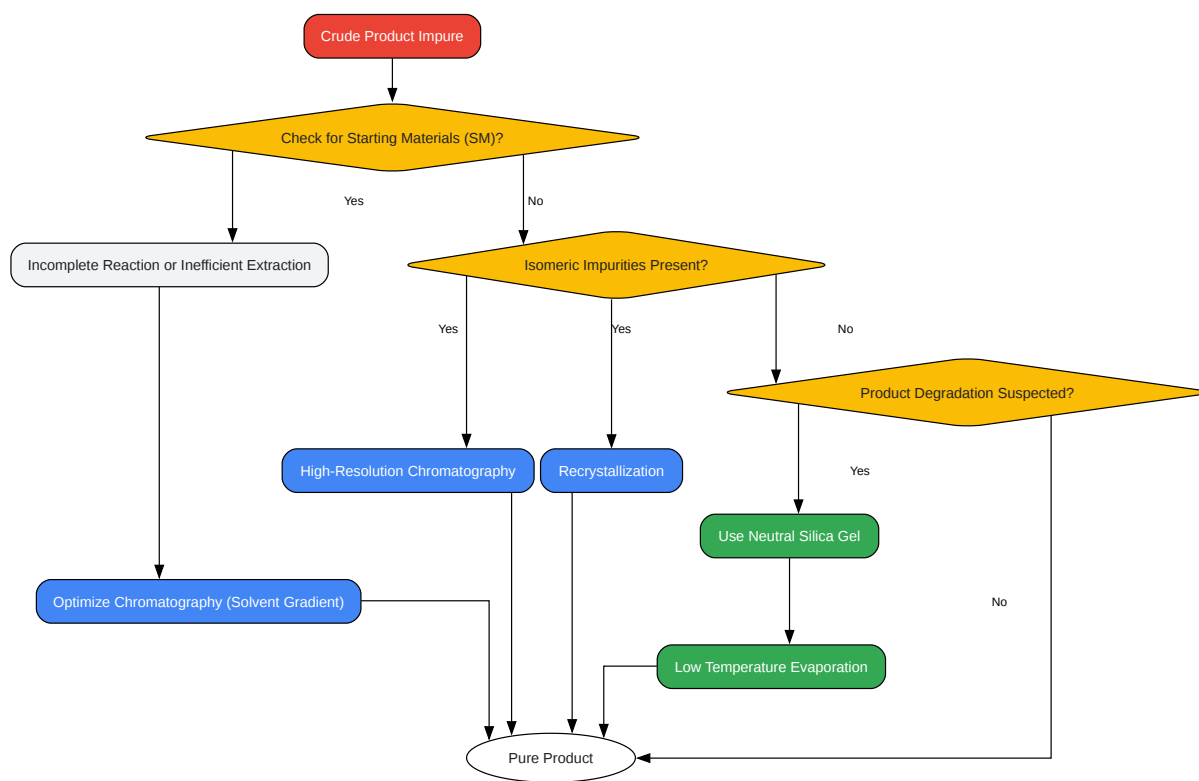 Crude Product Impure
Check for Starting Materials (SM)?
Yes
No
Incomplete Reaction or Inefficient Extraction
Isomeric Impurities Present?
Yes
Yes
No
Product Degradation Suspected?
High-Resolution Chromatography
Recrystallization
Yes
Use Neutral Silica Gel
Optimize Chromatography (Solvent Gradient)
No
Low Temperature Evaporation
Pure Product